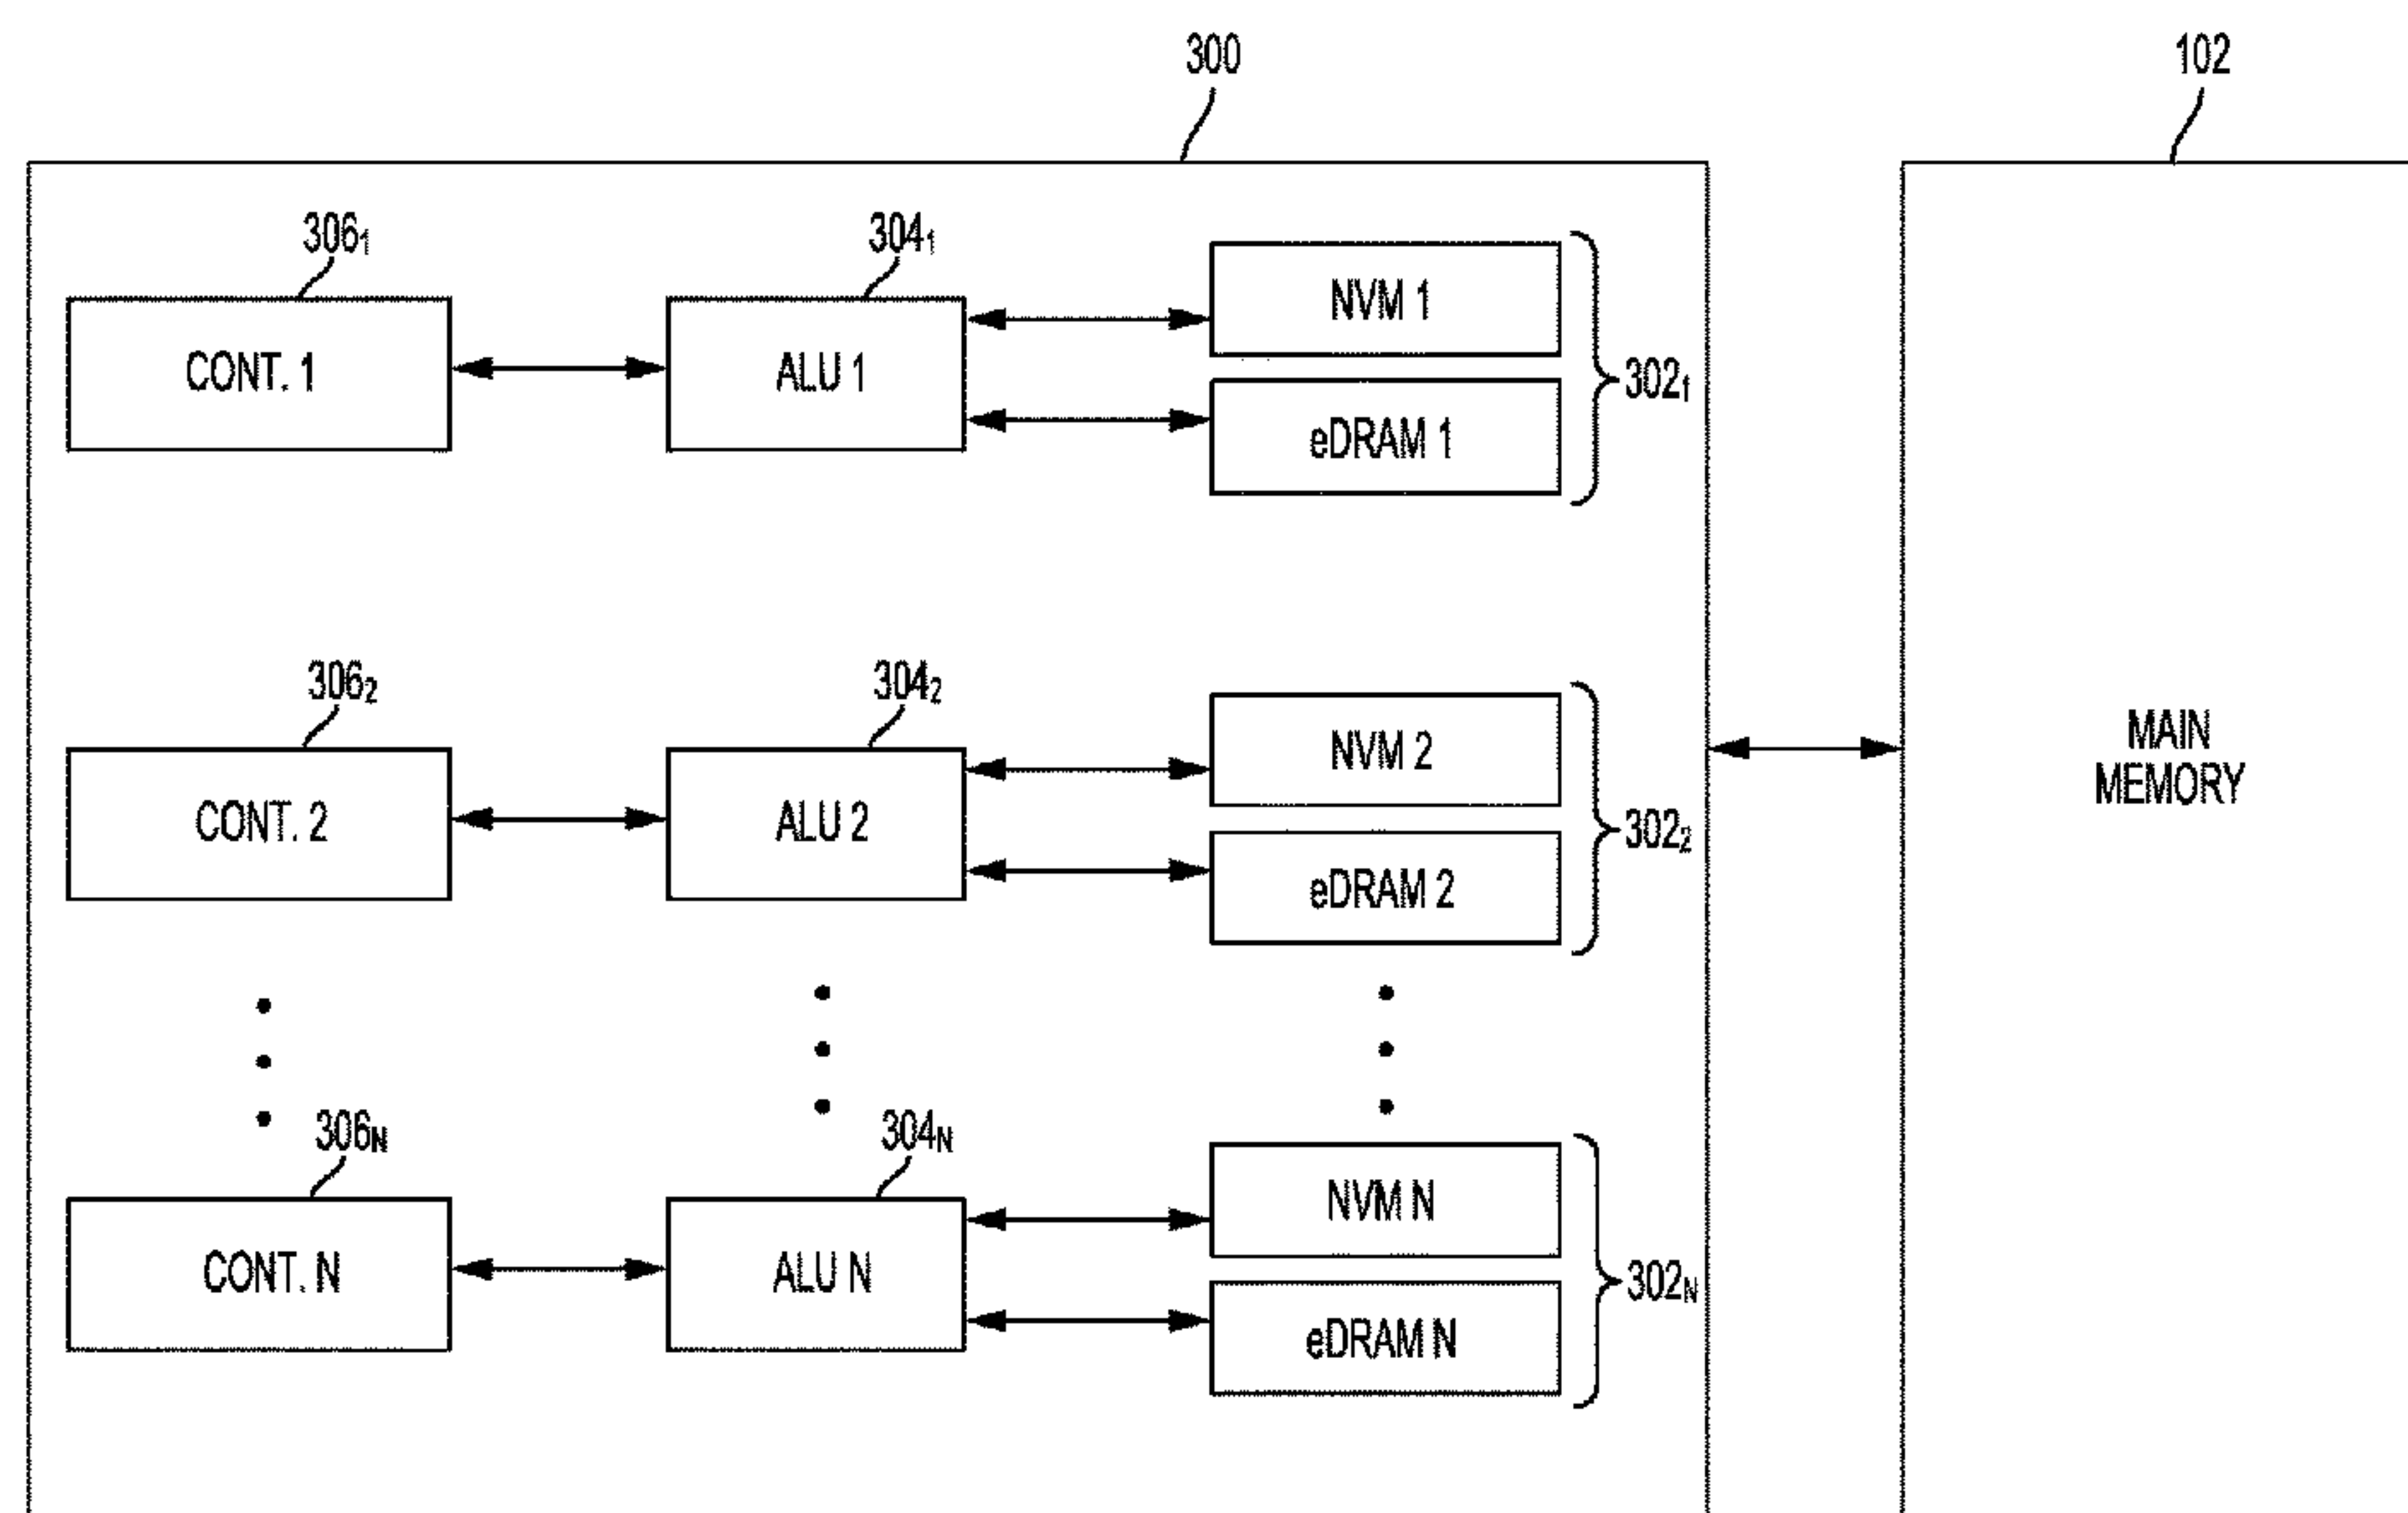 300
102
306₁
304₁
NVM 1
CONT. 1
ALU 1
302₁
eDRAM 1
306₂
304₂
NVM 2
CONT. 2
ALU 2
302₂
eDRAM 2
MAIN
MEMORY
306N
304N
NVM N
CONT. N
ALU N
302N
eDRAM N